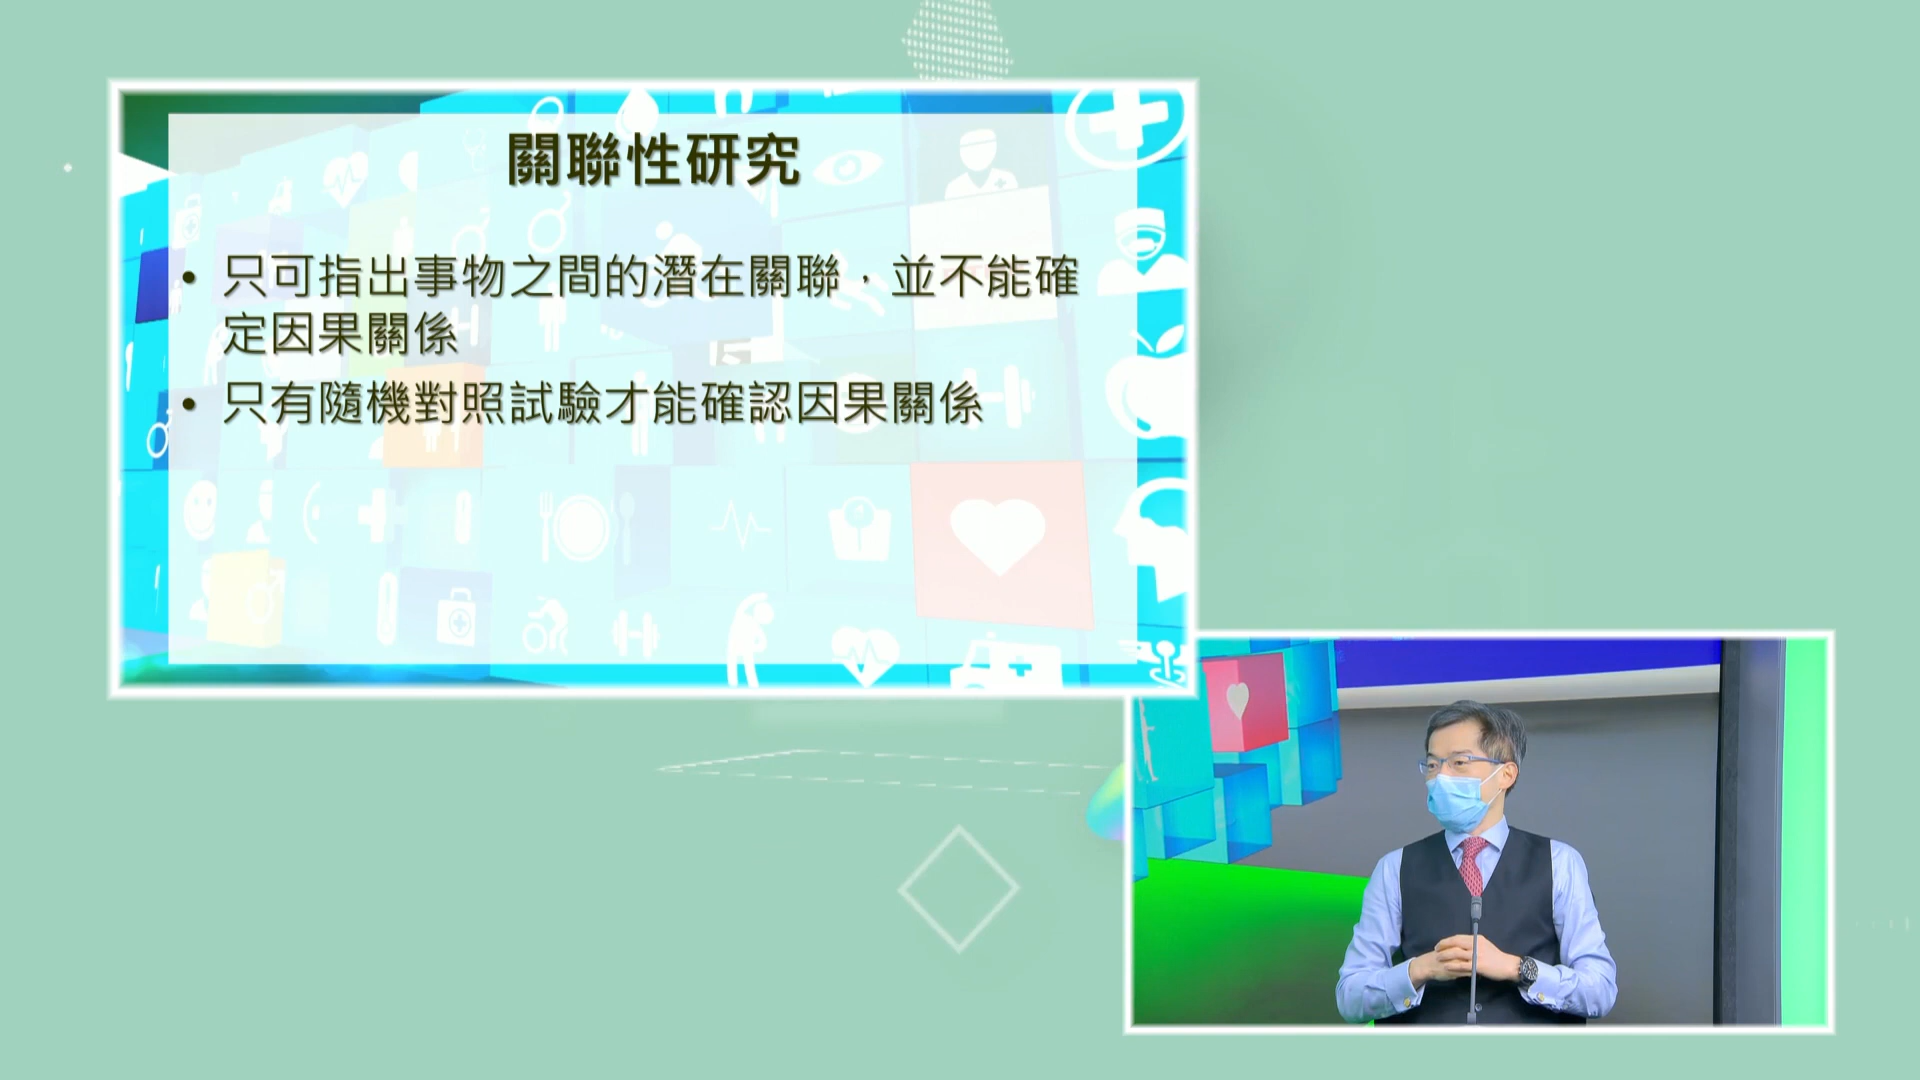 關聯性研究
• 只可指出事物之間的潛在關聯，並不能確
定因果關係
• 只有隨機對照試驗才能確認因果關係